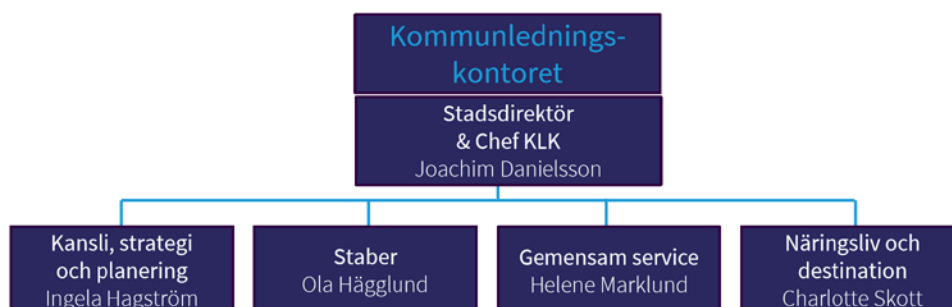 Kommunlednings-
kontoret
Stadsdirektör
& Chef KLK
Joachim Danielsson
Kansli, strategi
och planering
Ingela Hagström
Staber
Ola Hägglund
Gemensam service
Helene Marklund
Näringsliv och
destination
Charlotte Skott